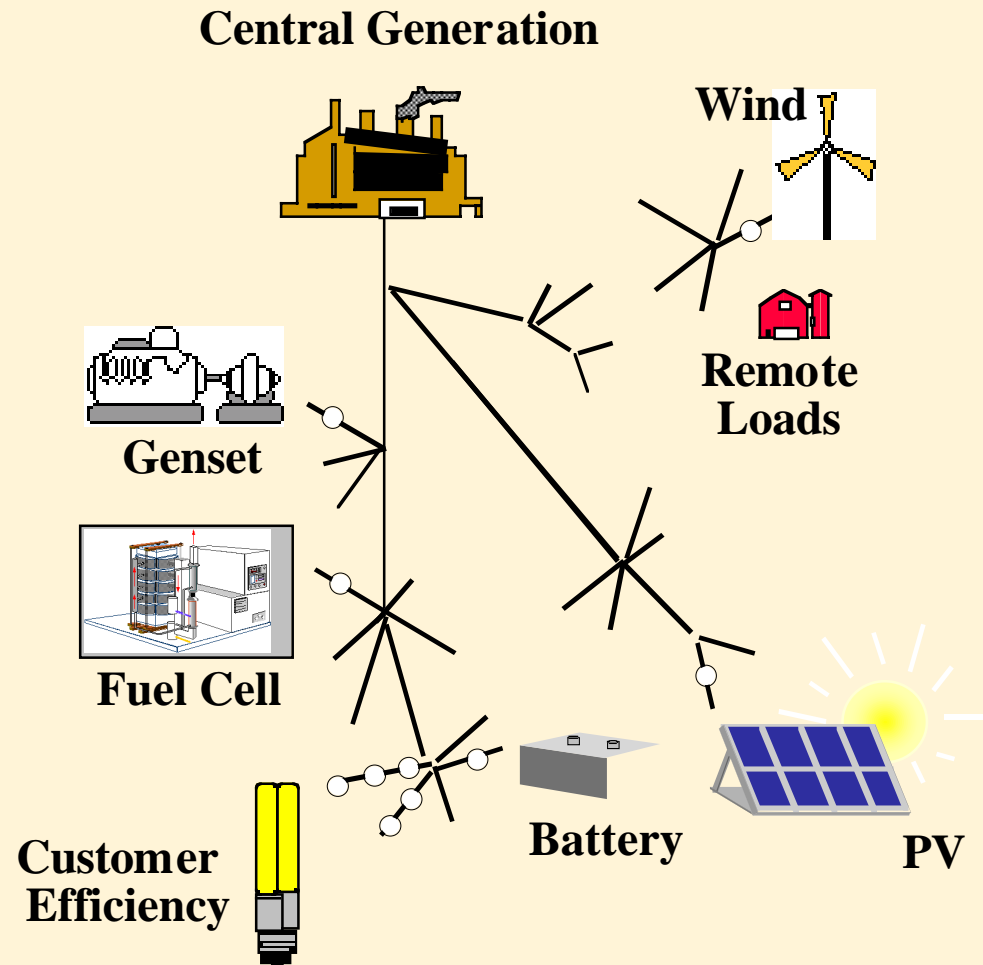 Central Generation
Wind
Remote
Loads
Genset
Fuel Cell
Battery
PV
Customer
Efficiency